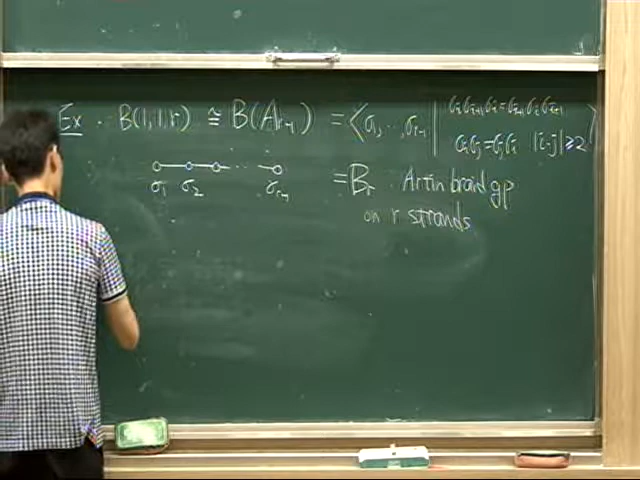 Ex. B(1,1,r) ≅ B(A_{r-1}) = ⟨σ_1, ..., σ_{r-1} | σ_iσ_{i+1}σ_i = σ_{i+1}σ_iσ_{i+1}
σ_iσ_j = σ_jσ_i |i-j| ≥ 2⟩
σ_1 σ_2 ... σ_{r-1} = B_r. Artin braid gp
on r strands